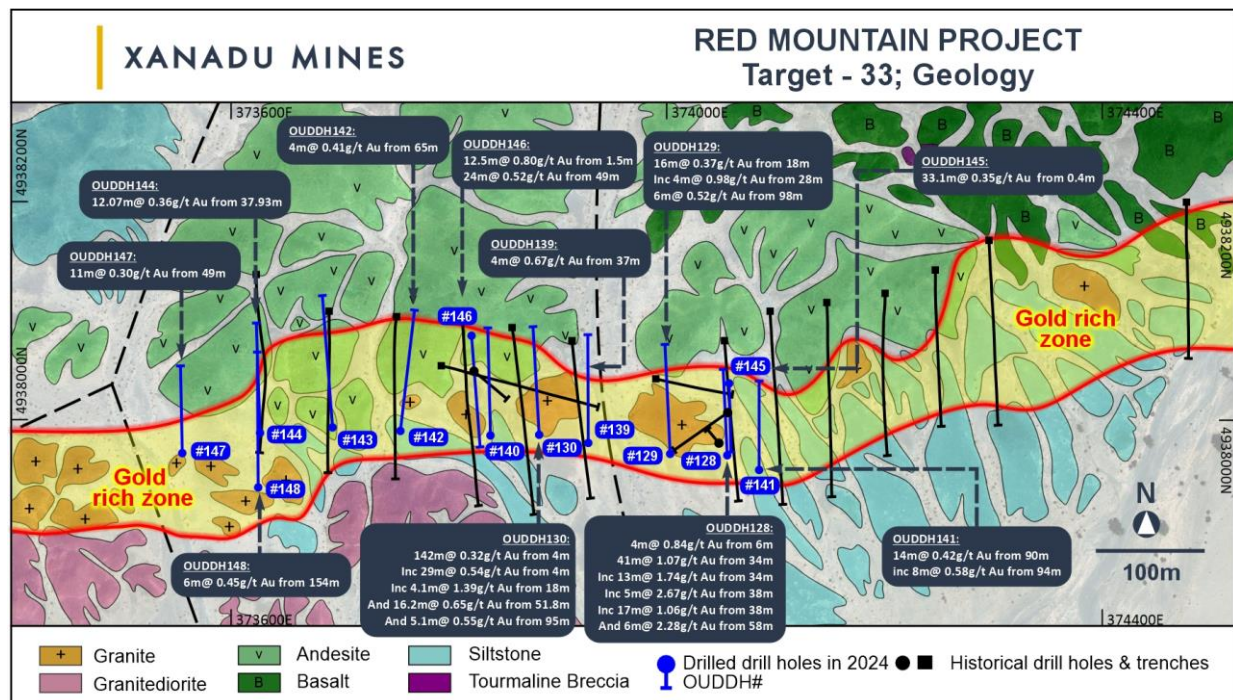 XANADU MINES
RED MOUNTAIN PROJECT
Target - 33; Geology
373600E
374000E
374400E
4938200N
4938200N
4938000N
4938000N
OUDDH142:
4m@ 0.41g/t Au from 65m
OUDDH146:
12.5m@ 0.80g/t Au from 1.5m
24m@ 0.52g/t Au from 49m
OUDDH129:
16m@ 0.37g/t Au from 18m
Inc 4m@ 0.98g/t Au from 28m
6m@ 0.52g/t Au from 98m
OUDDH145:
33.1m@ 0.35g/t Au from 0.4m
OUDDH144:
12.07m@ 0.36g/t Au from 37.93m
OUDDH147:
11m@ 0.30g/t Au from 49m
OUDDH139:
4m@ 0.67g/t Au from 37m
#146
#145
#147
#144
#143
#142
#140
#130
#139
#129
#128
#141
#148
Gold rich
zone
Gold rich
zone
OUDDH148:
6m@ 0.45g/t Au from 154m
OUDDH130:
142m@ 0.32g/t Au from 4m
Inc 29m@ 0.54g/t Au from 4m
Inc 4.1m@ 1.39g/t Au from 18m
And 16.2m@ 0.65g/t Au from 51.8m
And 5.1m@ 0.55g/t Au from 95m
OUDDH128:
4m@ 0.84g/t Au from 6m
41m@ 1.07g/t Au from 34m
Inc 13m@ 1.74g/t Au from 34m
Inc 5m@ 2.67g/t Au from 38m
Inc 17m@ 1.06g/t Au from 38m
And 6m@ 2.28g/t Au from 58m
OUDDH141:
14m@ 0.42g/t Au from 90m
inc 8m@ 0.58g/t Au from 94m
N
100m
373600E
374400E
+ Granite
v Andesite
Siltstone
Drilled drill holes in 2024
OUDDH#
Historical drill holes & trenches
Granitediorite
B Basalt
Tourmaline Breccia